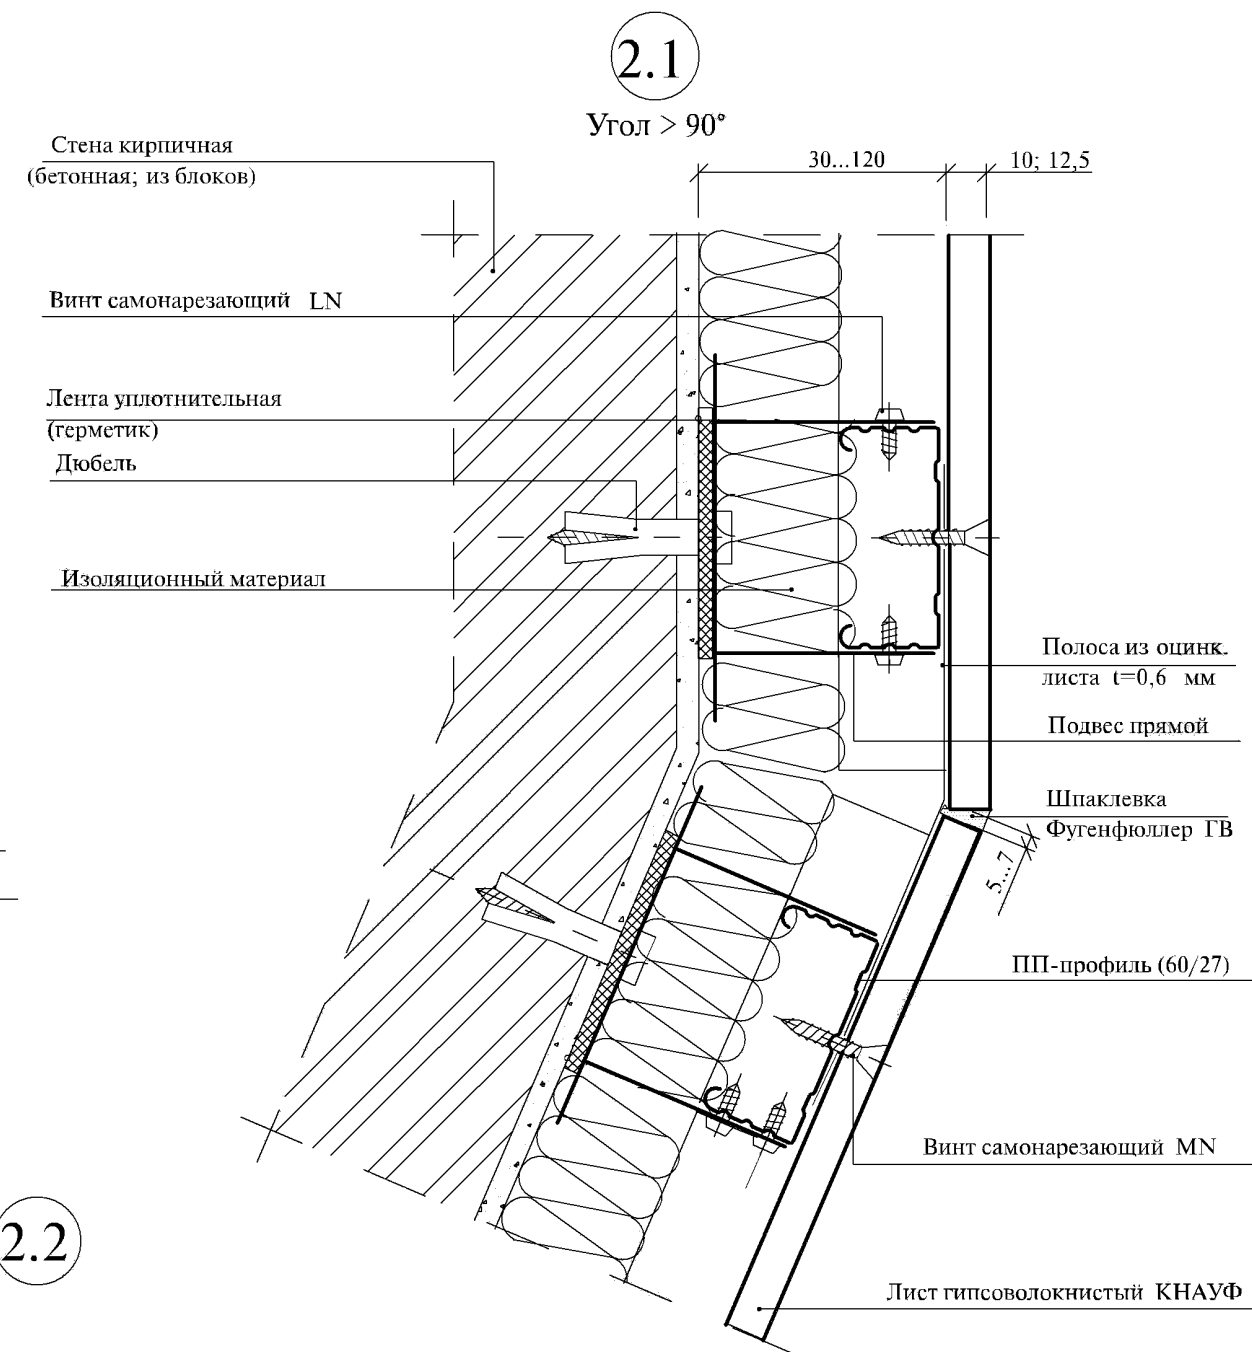 2.1
Угол > 90°
Стена кирпичная
(бетонная; из блоков)
30...120
10; 12,5
Винт самонарезающий LN
Лента уплотнительная
(герметик)
Дюбель
Изоляционный материал
Полоса из оцинк.
листа t=0,6 мм
Подвес прямой
Шпаклевка
Фугенфюллер ГВ
5...7
ПП-профиль (60/27)
Винт самонарезающий MN
2.2
Лист гипсоволокнистый КНАУФ